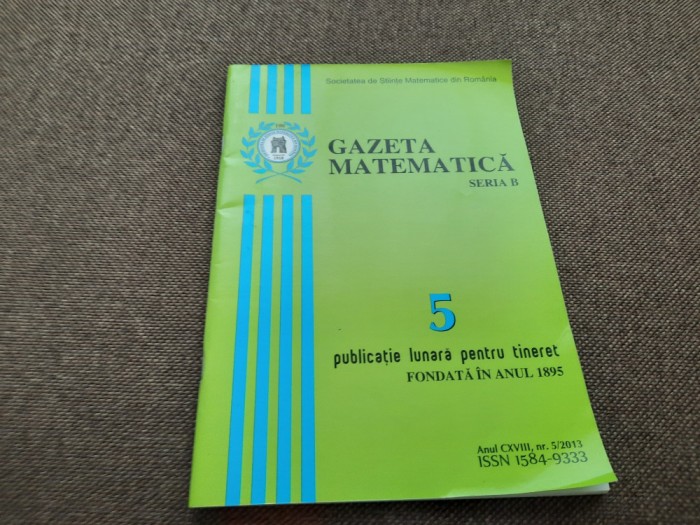 Societatea de Științe Matematice din România
GAZETA
MATEMATICĂ
SERIA B
5
publicație lunară pentru tineret
FONDATĂ ÎN ANUL 1895
Anul CXVIII, nr. 5/2013
ISSN 1584-9333